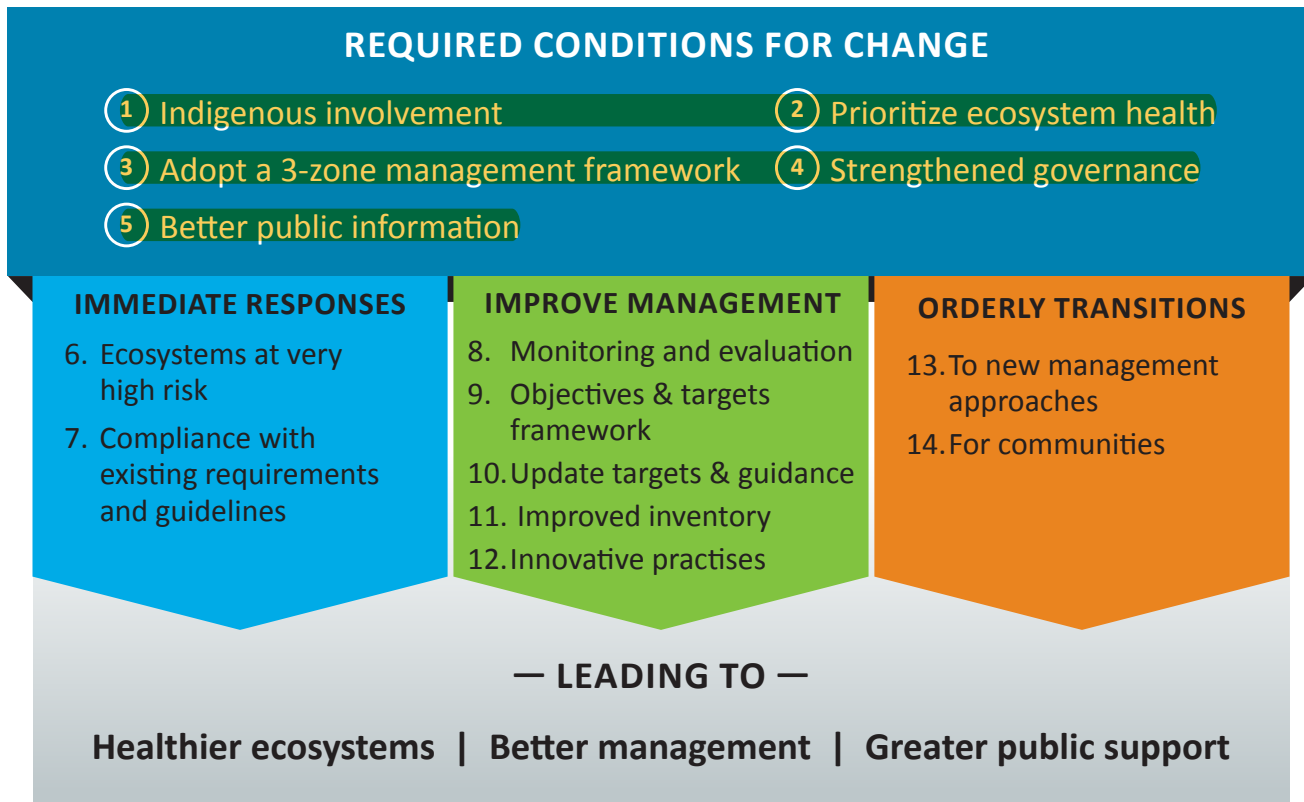 REQUIRED CONDITIONS FOR CHANGE
1 Indigenous involvement
2 Prioritize ecosystem health
3 Adopt a 3-zone management framework
4 Strengthened governance
5 Better public information
IMMEDIATE RESPONSES
6. Ecosystems at very
high risk
7. Compliance with
existing requirements
and guidelines
IMPROVE MANAGEMENT
8. Monitoring and evaluation
9. Objectives & targets
framework
10. Update targets & guidance
11. Improved inventory
12. Innovative practises
ORDERLY TRANSITIONS
13. To new management
approaches
14. For communities
— LEADING TO —
Healthier ecosystems | Better management | Greater public support